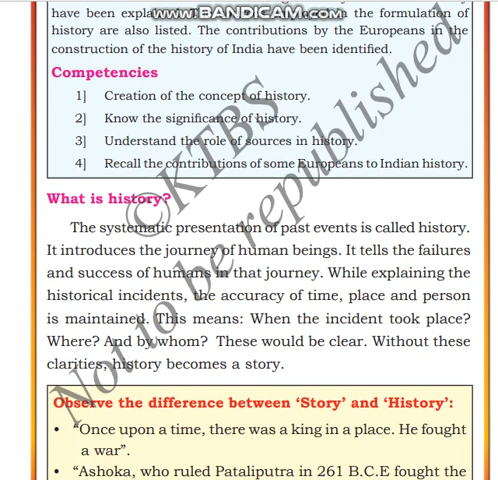 www.BANDICAM.com
have been explained. in the formulation of
history are also listed. The contributions by the Europeans in the
construction of the history of India have been identified.
Competencies
1] Creation of the concept of history.
2] Know the significance of history.
3] Understand the role of sources in history.
4] Recall the contributions of some Europeans to Indian history.
What is history?
The systematic presentation of past events is called history.
It introduces the journey of human beings. It tells the failures
and success of humans in that journey. While explaining the
historical incidents, the accuracy of time, place and person
is maintained. This means: When the incident took place?
Where? And by whom? These would be clear. Without these
clarities, history becomes a story.
Observe the difference between ‘Story’ and ‘History’:
• “Once upon a time, there was a king in a place. He fought
a war”.
• “Ashoka, who ruled Pataliputra in 261 B.C.E fought the
©KTBS
Not to be republished